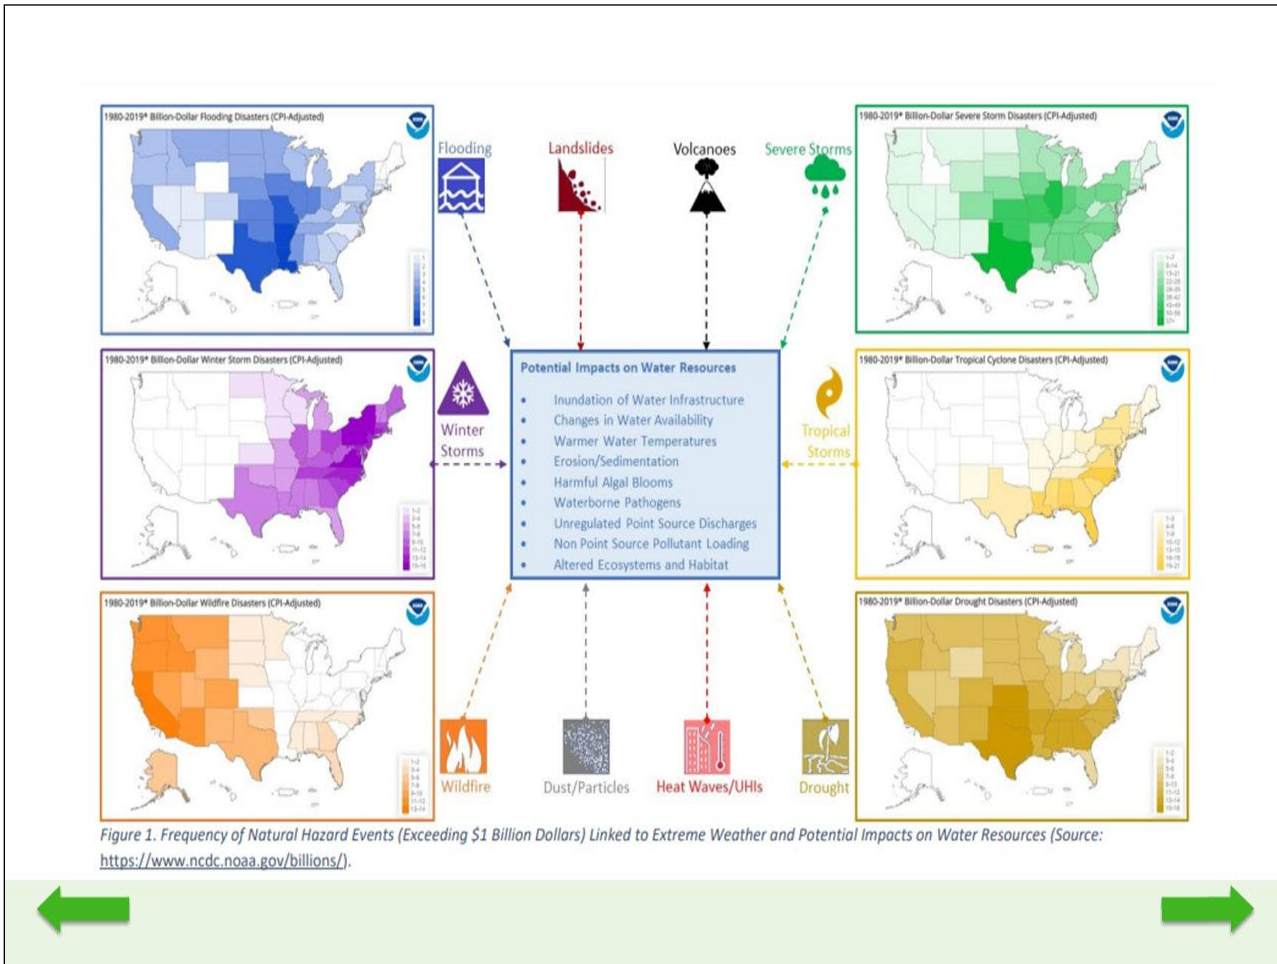 1980-2019* Billion-Dollar Flooding Disasters (CPI-Adjusted)
Flooding
Landslides
Volcanoes
Severe Storms
1980-2019* Billion-Dollar Severe Storm Disasters (CPI-Adjusted)
1980-2019* Billion-Dollar Winter Storm Disasters (CPI-Adjusted)
Winter
Storms
Potential Impacts on Water Resources
• Inundation of Water Infrastructure
• Changes in Water Availability
• Warmer Water Temperatures
• Erosion/Sedimentation
• Harmful Algal Blooms
• Waterborne Pathogens
• Unregulated Point Source Discharges
• Non Point Source Pollutant Loading
• Altered Ecosystems and Habitat
Tropical
Storms
1980-2019* Billion-Dollar Tropical Cyclone Disasters (CPI-Adjusted)
1980-2019* Billion-Dollar Wildfire Disasters (CPI-Adjusted)
Wildfire
Dust/Particles
Heat Waves/UHIs
Drought
1980-2019* Billion-Dollar Drought Disasters (CPI-Adjusted)
Figure 1. Frequency of Natural Hazard Events (Exceeding $1 Billion Dollars) Linked to Extreme Weather and Potential Impacts on Water Resources (Source:
https://www.ncdc.noaa.gov/billions/).